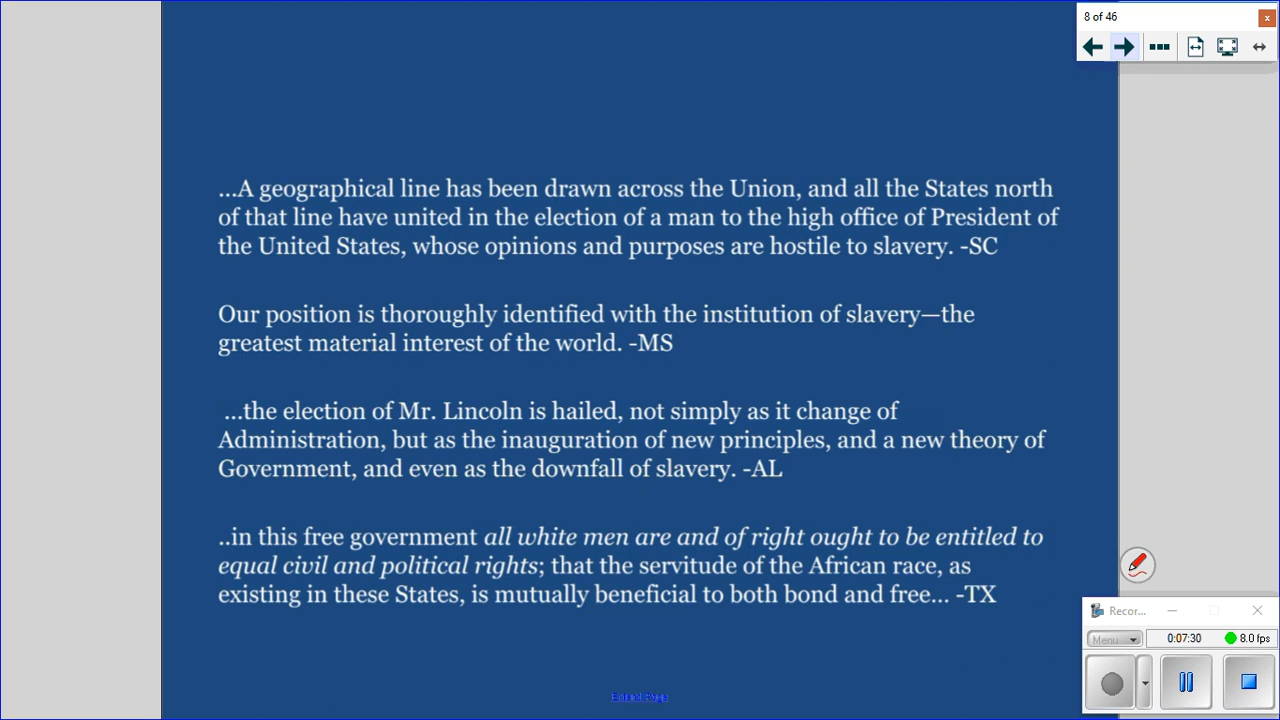 8 of 46
x
...A geographical line has been drawn across the Union, and all the States north
of that line have united in the election of a man to the high office of President of
the United States, whose opinions and purposes are hostile to slavery. -SC
Our position is thoroughly identified with the institution of slavery—the
greatest material interest of the world. -MS
...the election of Mr. Lincoln is hailed, not simply as it change of
Administration, but as the inauguration of new principles, and a new theory of
Government, and even as the downfall of slavery. -AL
..in this free government all white men are and of right ought to be entitled to
equal civil and political rights; that the servitude of the African race, as
existing in these States, is mutually beneficial to both bond and free... -TX
Recor...
Menu
0:07:30
8.0 fps
Extend Page